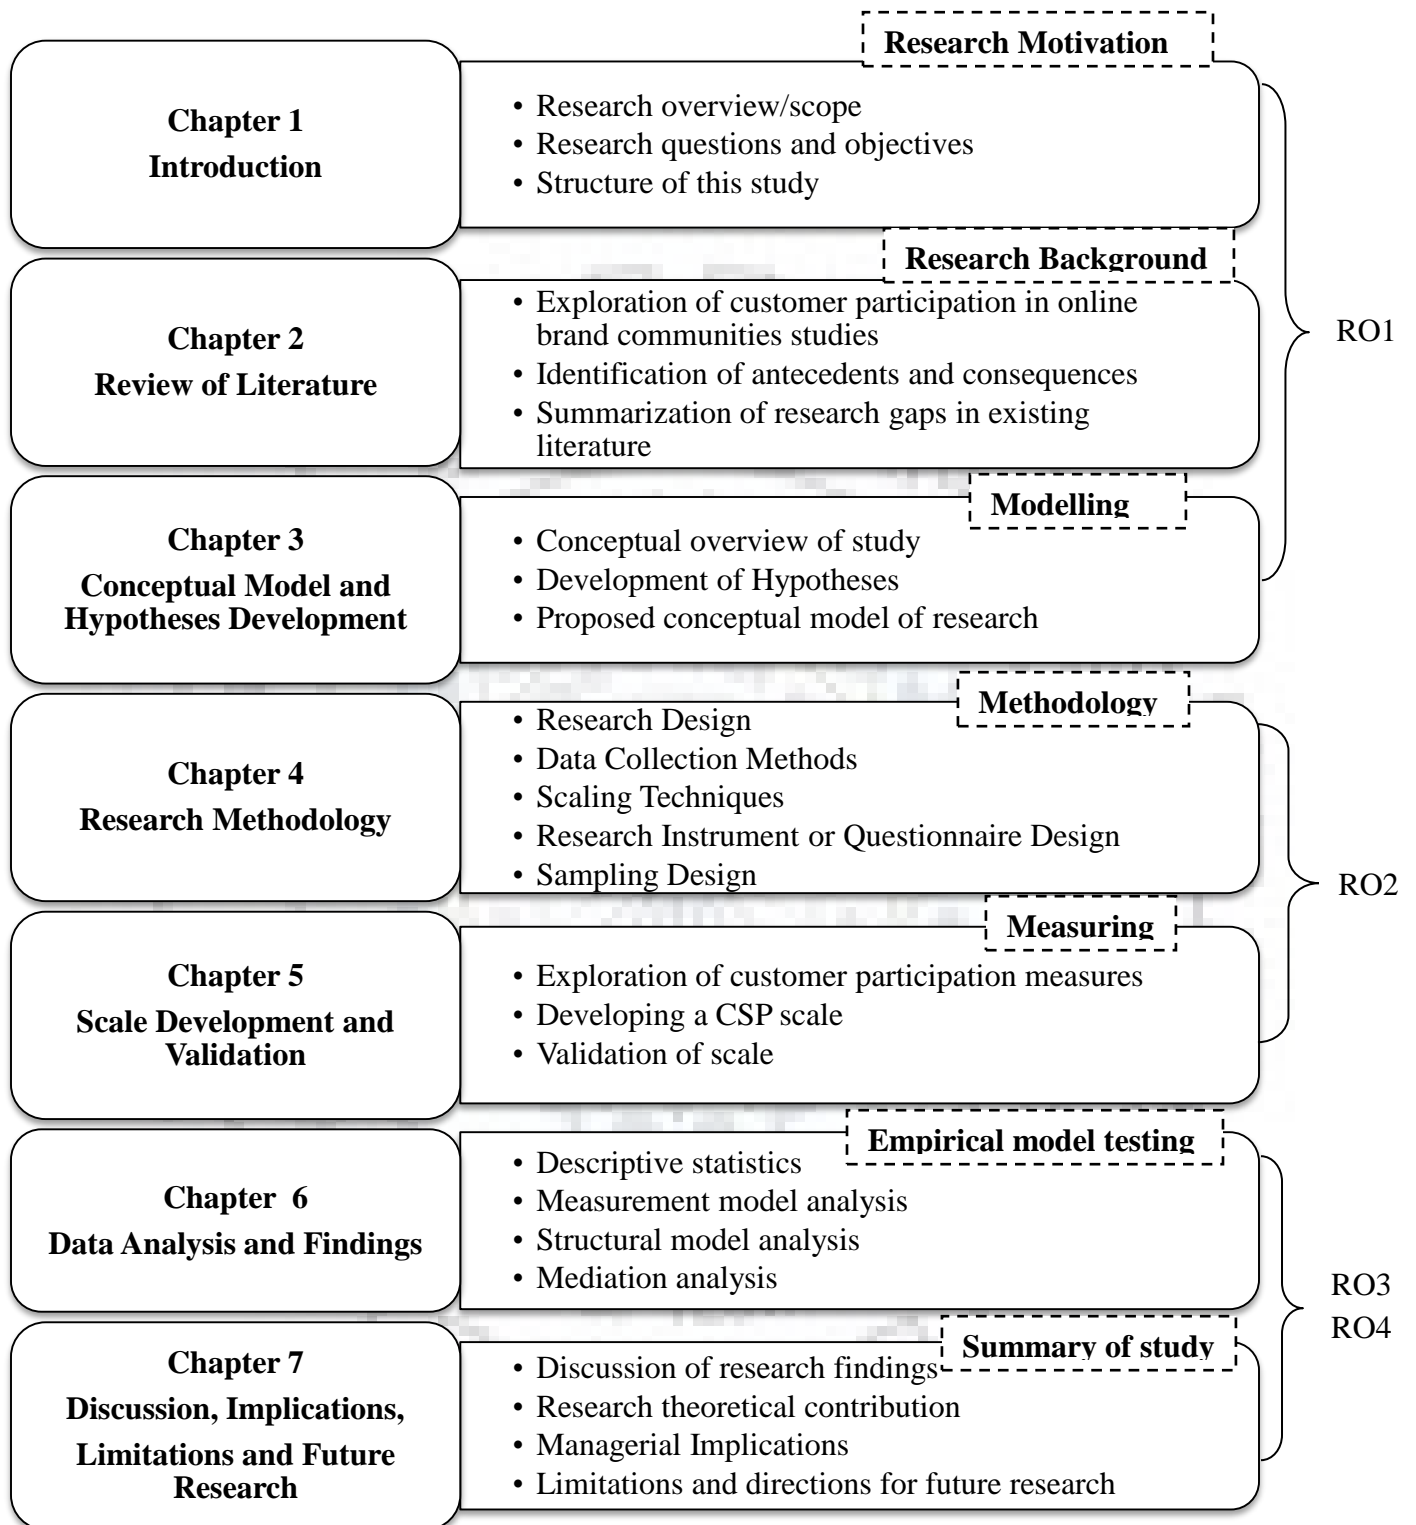 Research Motivation
Chapter 1
Introduction
• Research overview/scope
• Research questions and objectives
• Structure of this study
Research Background
Chapter 2
Review of Literature
• Exploration of customer participation in online
brand communities studies
• Identification of antecedents and consequences
• Summarization of research gaps in existing
literature
RO1
Modelling
Chapter 3
Conceptual Model and
Hypotheses Development
• Conceptual overview of study
• Development of Hypotheses
• Proposed conceptual model of research
Methodology
Chapter 4
Research Methodology
• Research Design
• Data Collection Methods
• Scaling Techniques
• Research Instrument or Questionnaire Design
• Sampling Design
RO2
Measuring
Chapter 5
Scale Development and
Validation
• Exploration of customer participation measures
• Developing a CSP scale
• Validation of scale
Empirical model testing
Chapter 6
Data Analysis and Findings
• Descriptive statistics
• Measurement model analysis
• Structural model analysis
• Mediation analysis
RO3
RO4
Summary of study
Chapter 7
Discussion, Implications,
Limitations and Future
Research
• Discussion of research findings
• Research theoretical contribution
• Managerial Implications
• Limitations and directions for future research